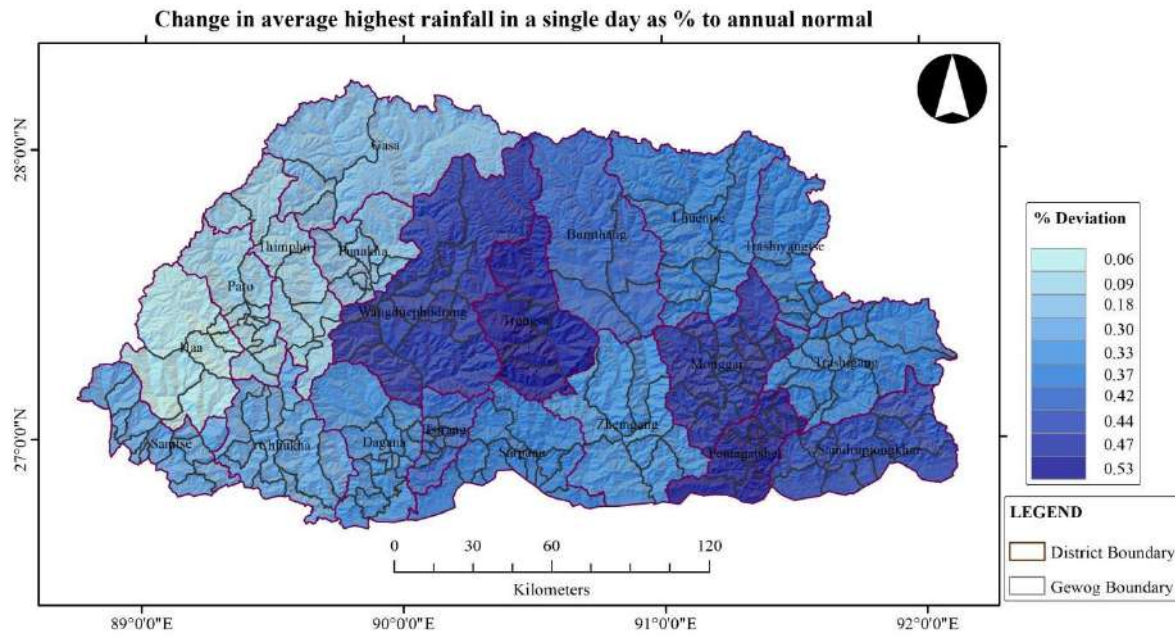 Change in average highest rainfall in a single day as % to annual normal
28°0'0"N
27°0'0"N
Gasa
Thimphu
Punakha
Paro
Haa
Wangduephodrang
Trongsa
Bumthang
Lhuentse
Trashiyangtse
Monggar
Trashigang
Samtse
Chhukha
Dagana
Tsirang
Sarpang
Zhemgang
Pemagatshel
Samdrupjongkhar
0 30 60 120
Kilometers
89°0'0"E 90°0'0"E 91°0'0"E 92°0'0"E
% Deviation
0.06
0.09
0.18
0.30
0.33
0.37
0.42
0.44
0.47
0.53
LEGEND
District Boundary
Gewog Boundary